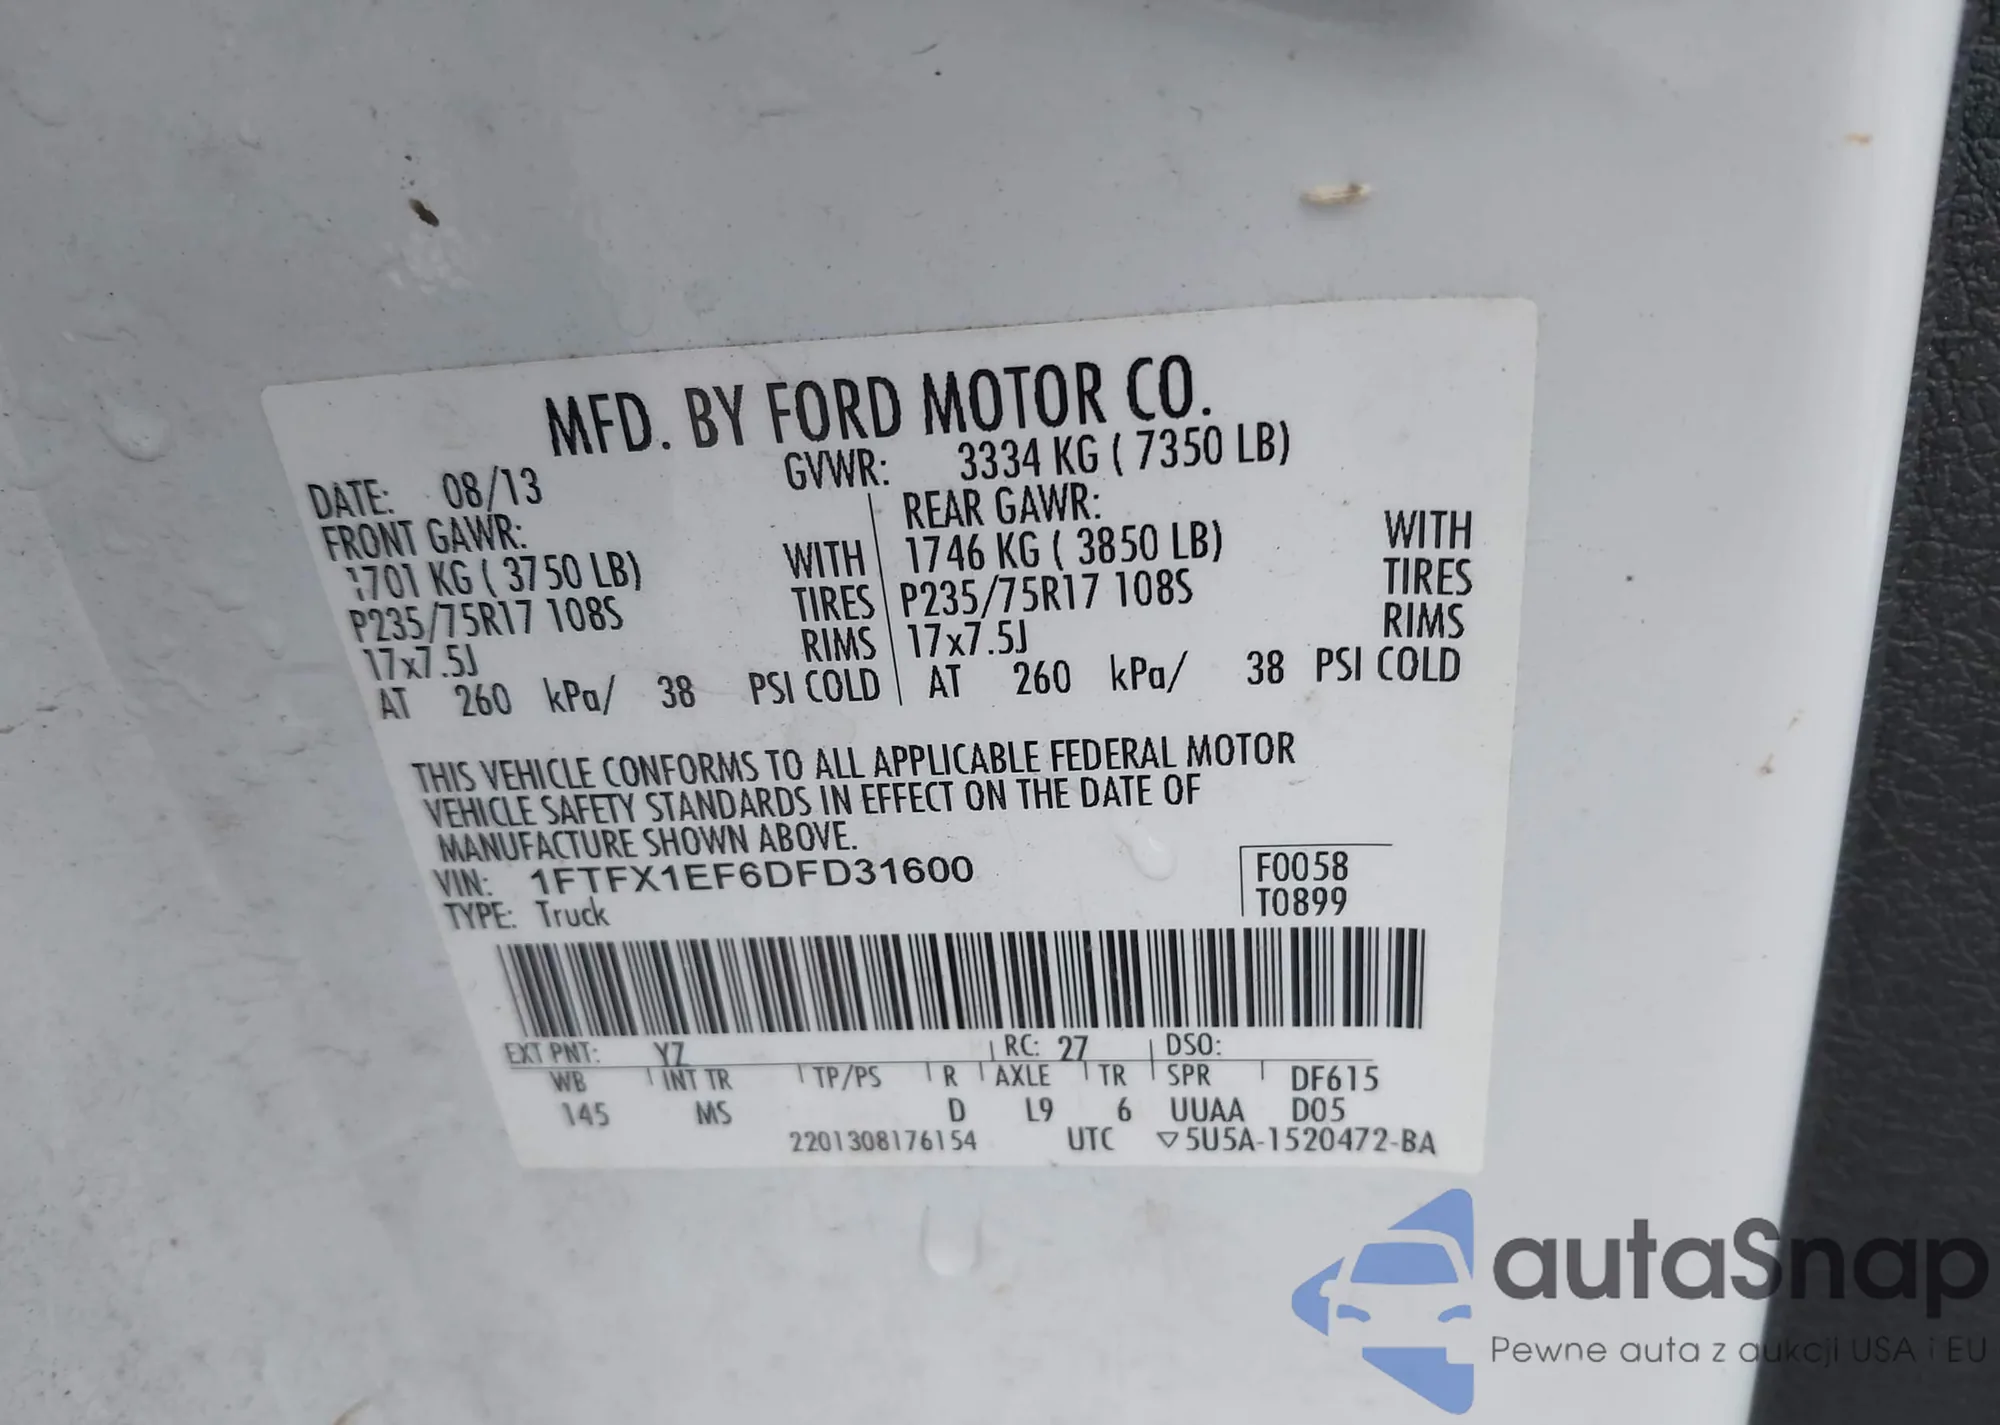 MFD. BY FORD MOTOR CO.
DATE: 08/13 GVWR: 3334 KG ( 7350 LB)
FRONT GAWR: REAR GAWR:
1701 KG ( 3750 LB) WITH 1746 KG ( 3850 LB) WITH
P235/75R17 108S TIRES P235/75R17 108S TIRES
17x7.5J RIMS 17x7.5J RIMS
AT 260 kPa/ 38 PSI COLD AT 260 kPa/ 38 PSI COLD
THIS VEHICLE CONFORMS TO ALL APPLICABLE FEDERAL MOTOR
VEHICLE SAFETY STANDARDS IN EFFECT ON THE DATE OF
MANUFACTURE SHOWN ABOVE.
VIN: 1FTFX1EF6DFD31600 F0058
TYPE: Truck T0899
EXT PNT: YZ RC: 27 DSO:
WB INT TR TP/PS R AXLE TR SPR DF615
145 MS D L9 6 UUAA D05
2201308176154 UTC ▽5U5A-1520472-BA
autaSnap
Pewne auta z aukcji USA i EU